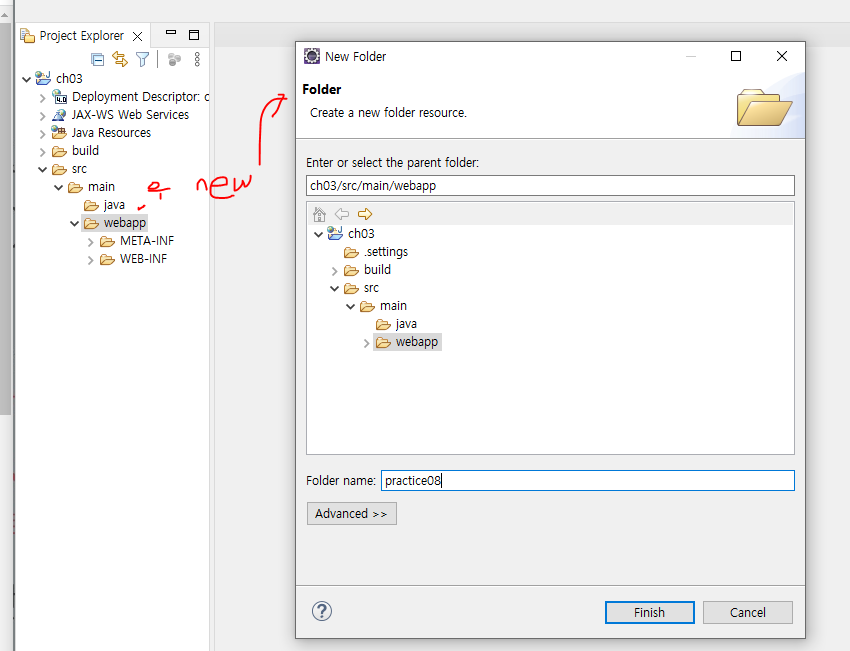 Project Explorer
ch03
Deployment Descriptor: c
JAX-WS Web Services
Java Resources
build
src
main
java
webapp
META-INF
WEB-INF
우 new
New Folder
Folder
Create a new folder resource.
Enter or select the parent folder:
ch03/src/main/webapp
ch03
.settings
build
src
main
java
webapp
Folder name: practice08
Advanced >>
?
Finish Cancel